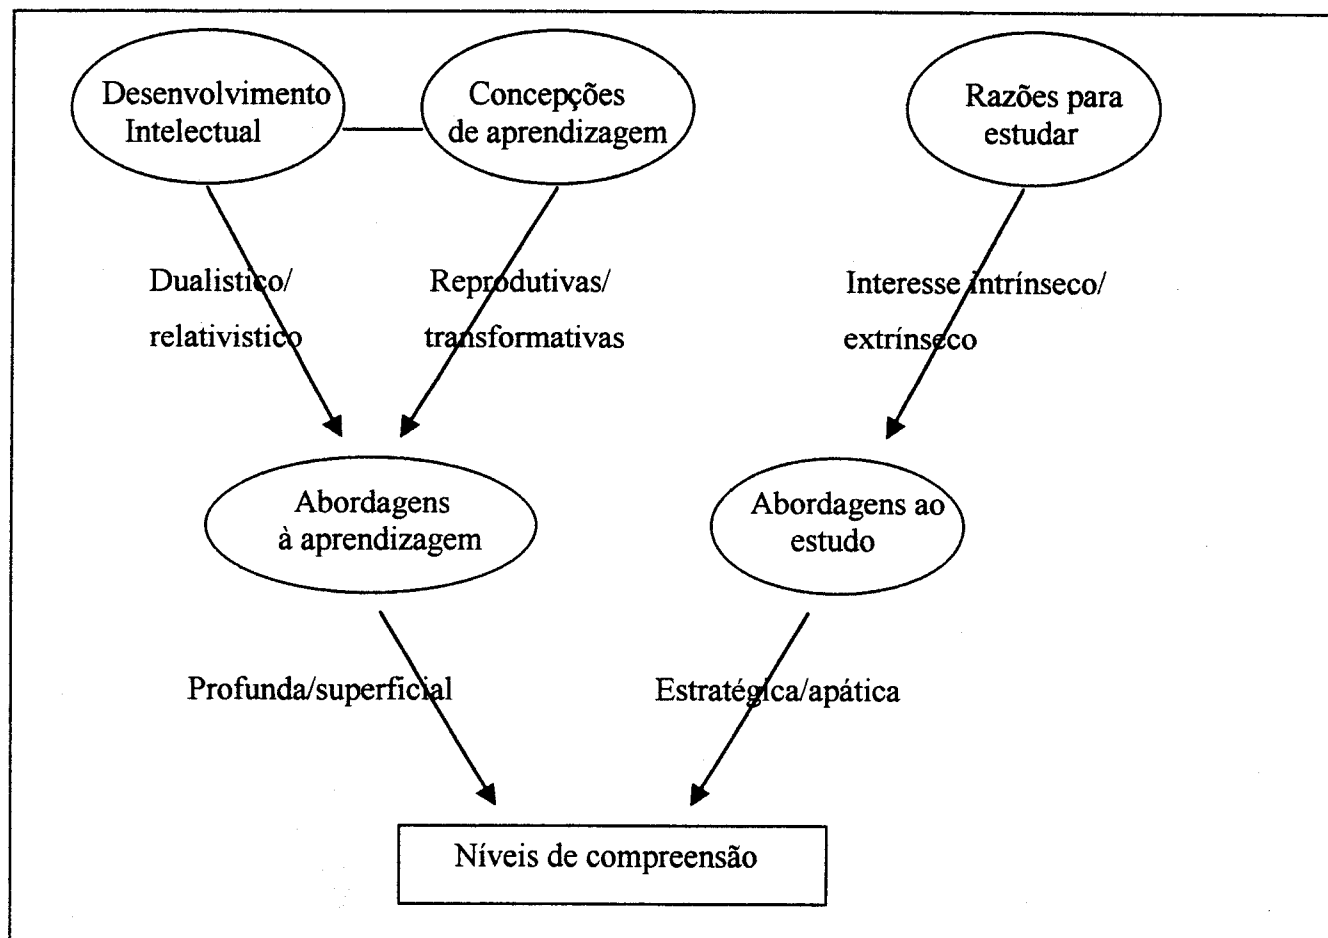 Desenvolvimento
Intelectual
Concepções
de aprendizagem
Razões para
estudar
Dualistico/
relativistico
Reprodutivas/
transformativas
Interesse intrínseco/
extrínseco
Abordagens
à aprendizagem
Abordagens ao
estudo
Profunda/superficial
Estratégica/apática
Níveis de compreensão